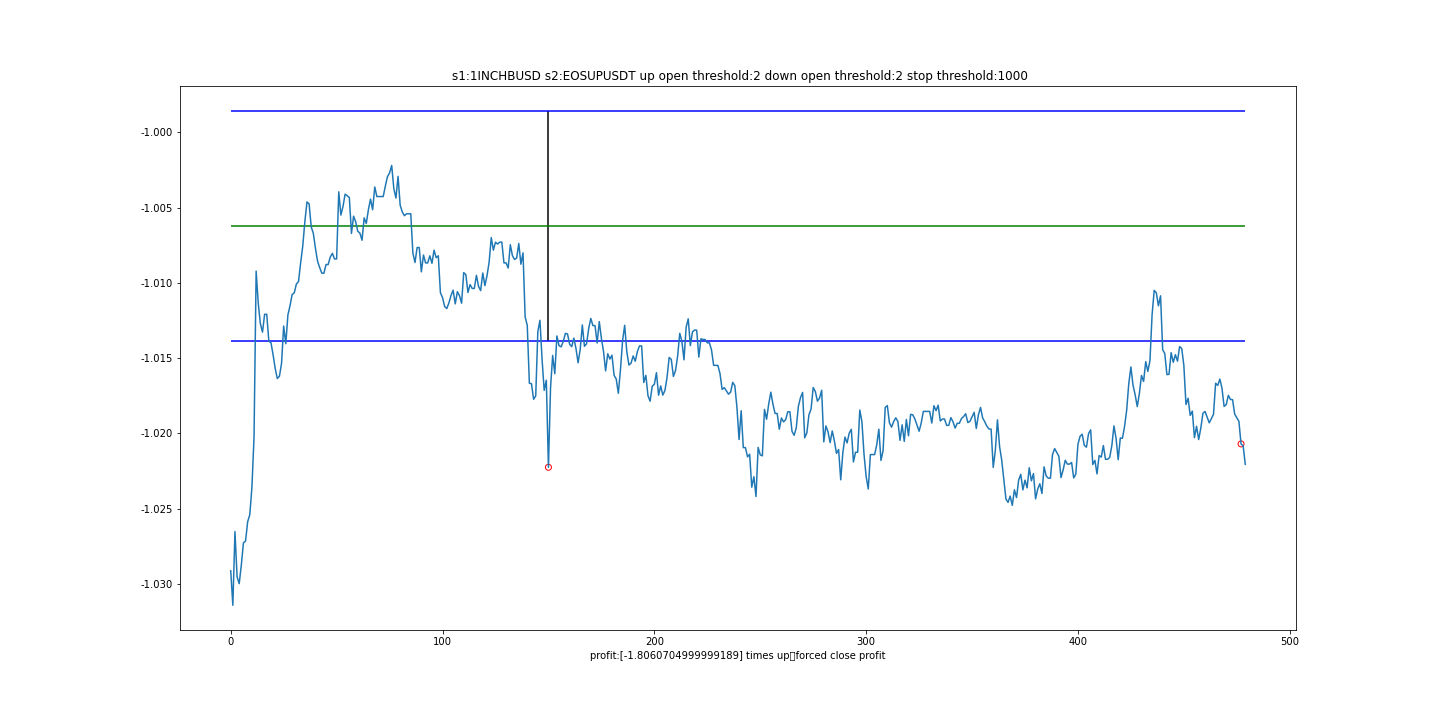 s1:1INCHBUSD s2:EOSUPUSDT up open threshold:2 down open threshold:2 stop threshold:1000
-1.000
-1.005
-1.010
-1.015
-1.020
-1.025
-1.030
0 100 200 300 400 500
profit:[-1.8060704999999189] times up▯forced close profit